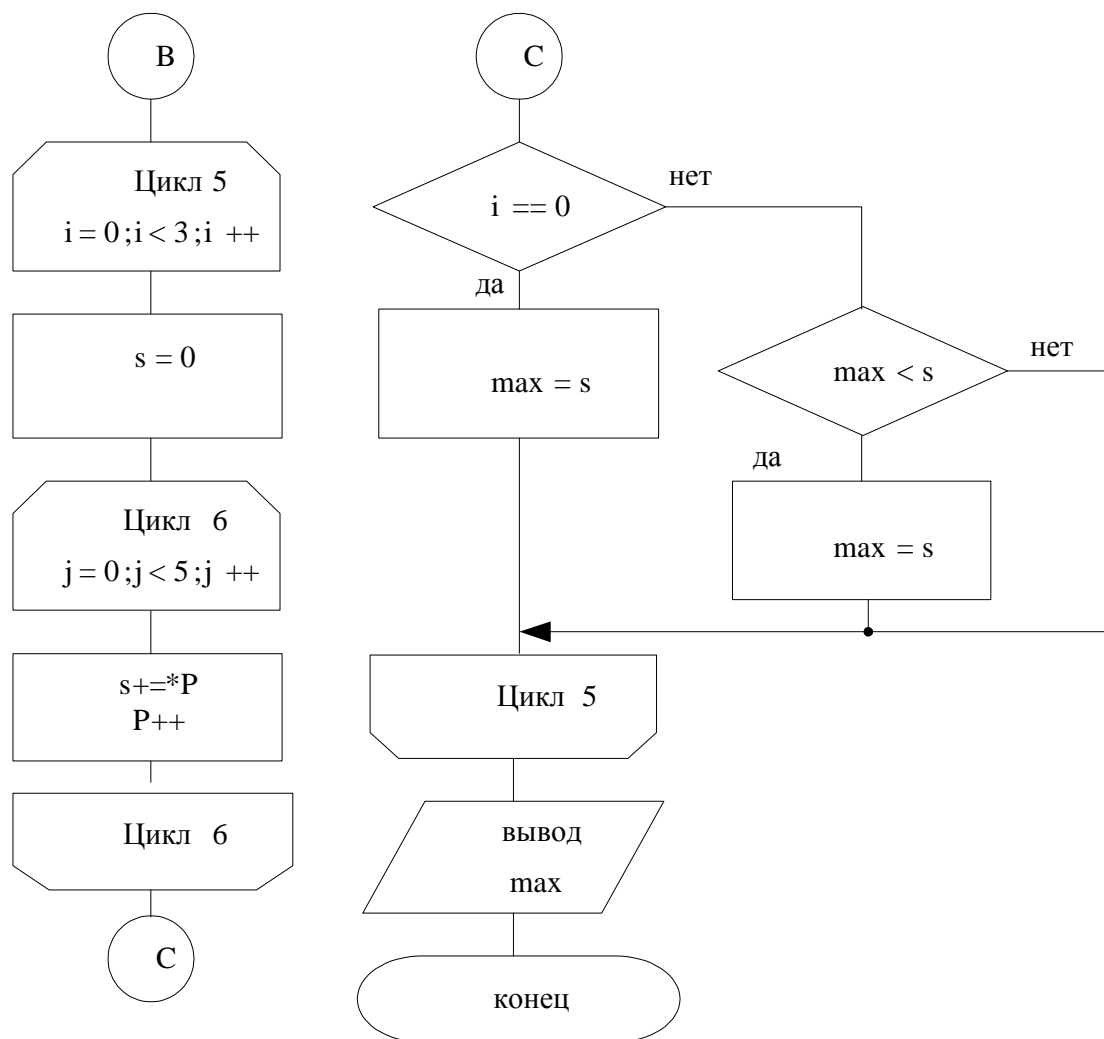 B
Цикл 5
i = 0 ; i < 3 ; i ++
s = 0
Цикл 6
j = 0 ; j < 5 ; j ++
s+=*P
P++
Цикл 6
C
C
i == 0
нет
да
max = s
max < s
нет
да
max = s
Цикл 5
вывод
max
конец